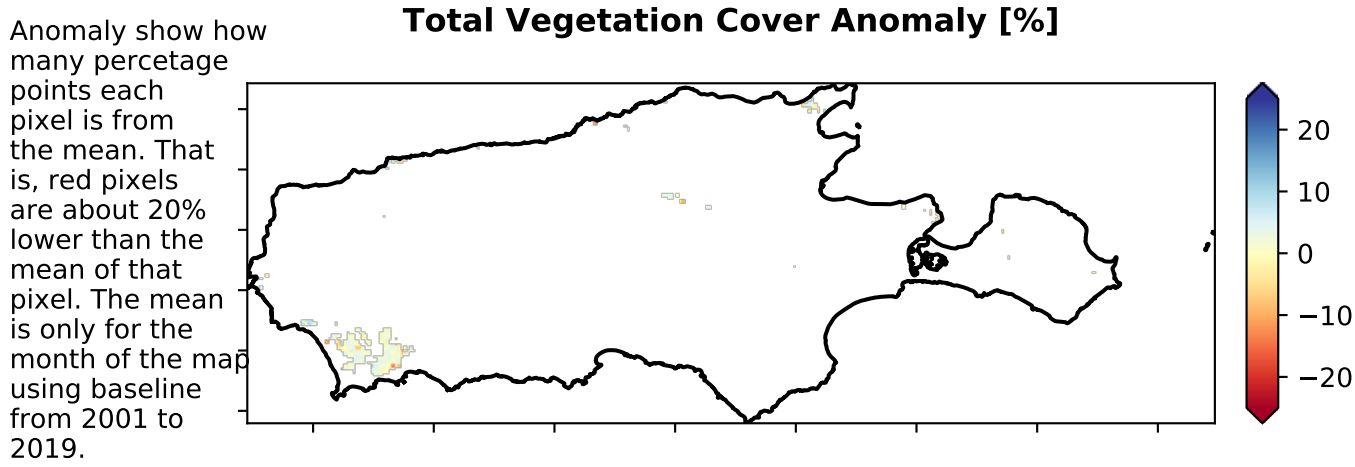 Total Vegetation Cover Anomaly [%]
Anomaly show how
many percetage
points each
pixel is from
the mean. That
is, red pixels
are about 20%
lower than the
mean of that
pixel. The mean
is only for the
month of the map
using baseline
from 2001 to
2019.
20
10
0
−10
−20